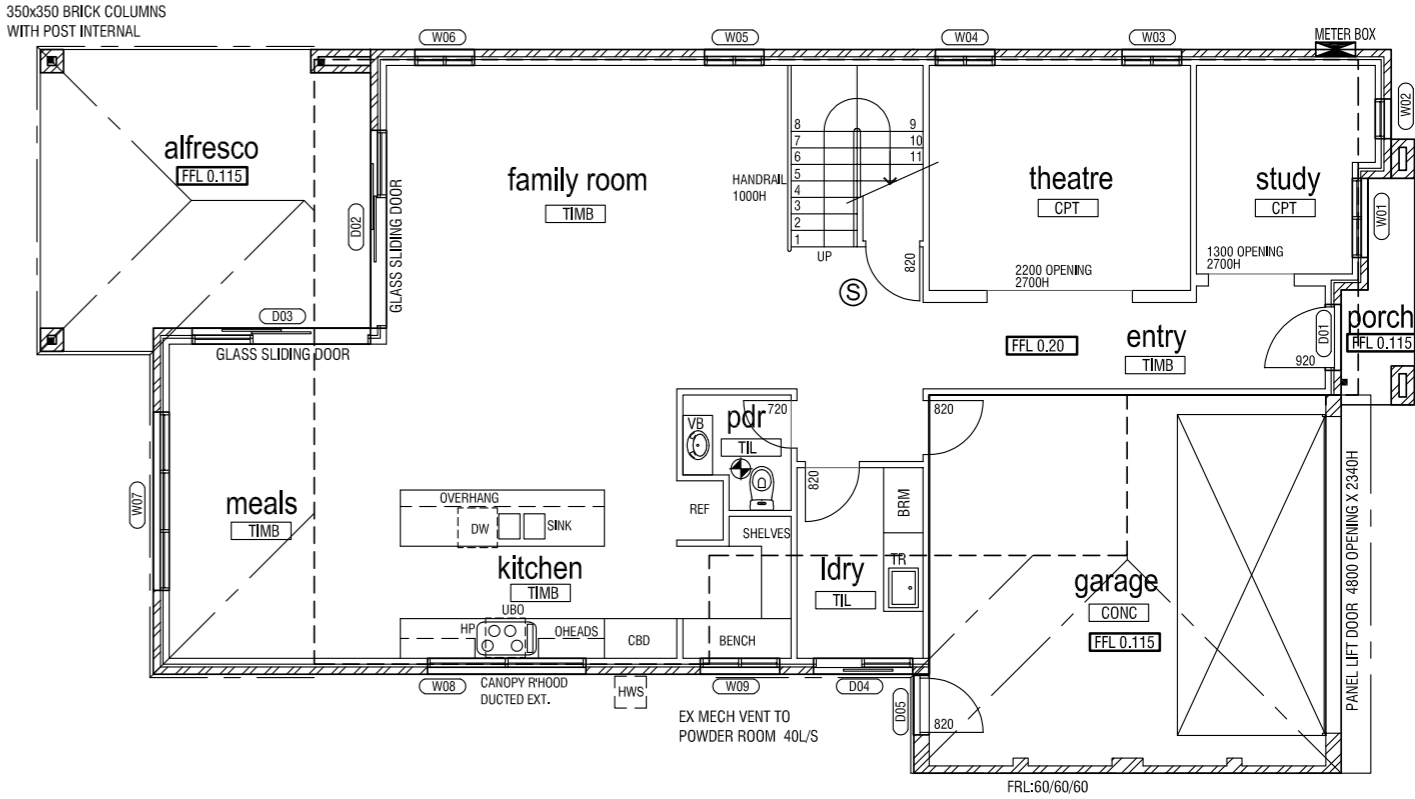 350x350 BRICK COLUMNS
WITH POST INTERNAL
W06
W05
W04
W03
METER BOX
W02
alfresco
FFL 0.115
family room
TIMB
HANDRAIL
1000H
8
7
6
5
4
3
2
1
9
10
11
UP
820
S
theatre
CPT
2200 OPENING
2700H
study
CPT
1300 OPENING
2700H
W01
D02
GLASS SLIDING DOOR
D03
GLASS SLIDING DOOR
FFL 0.20
entry
TIMB
D01
920
porch
FFL 0.115
VB
pdr
720
TIL
820
meals
TIMB
W07
OVERHANG
DW
SINK
REF
SHELVES
820
BRM
TR
kitchen
TIMB
UBO
HP
OHEADS
CBD
BENCH
ldry
TIL
garage
CONC
FFL 0.115
PANEL LIFT DOOR 4800 OPENING X 2340H
W08
CANOPY R'HOOD
DUCTED EXT.
HWS
W09
D04
D05
820
EX MECH VENT TO
POWDER ROOM 40L/S
FRL:60/60/60